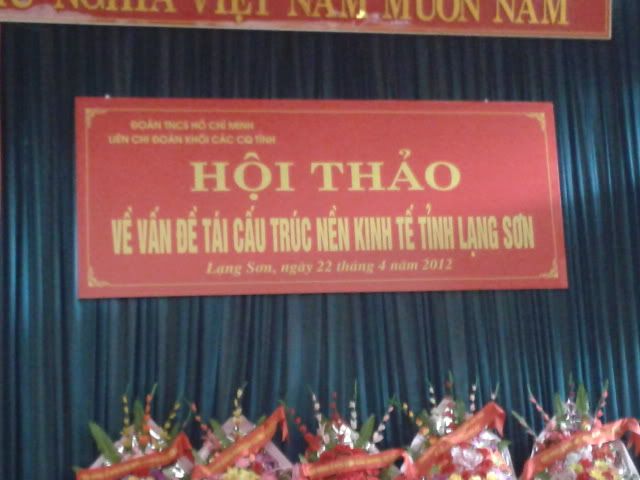 NGHĨA VIỆT NAM MUÔN NĂM
ĐOÀN TNCS HỒ CHÍ MINH
LIÊN CHI ĐOÀN KHỐI CÁC CQ TỈNH
HỘI THẢO
VỀ VẤN ĐỀ TÁI CẤU TRÚC NỀN KINH TẾ TỈNH LẠNG SƠN
Lạng Sơn, ngày 22 tháng 4 năm 2012